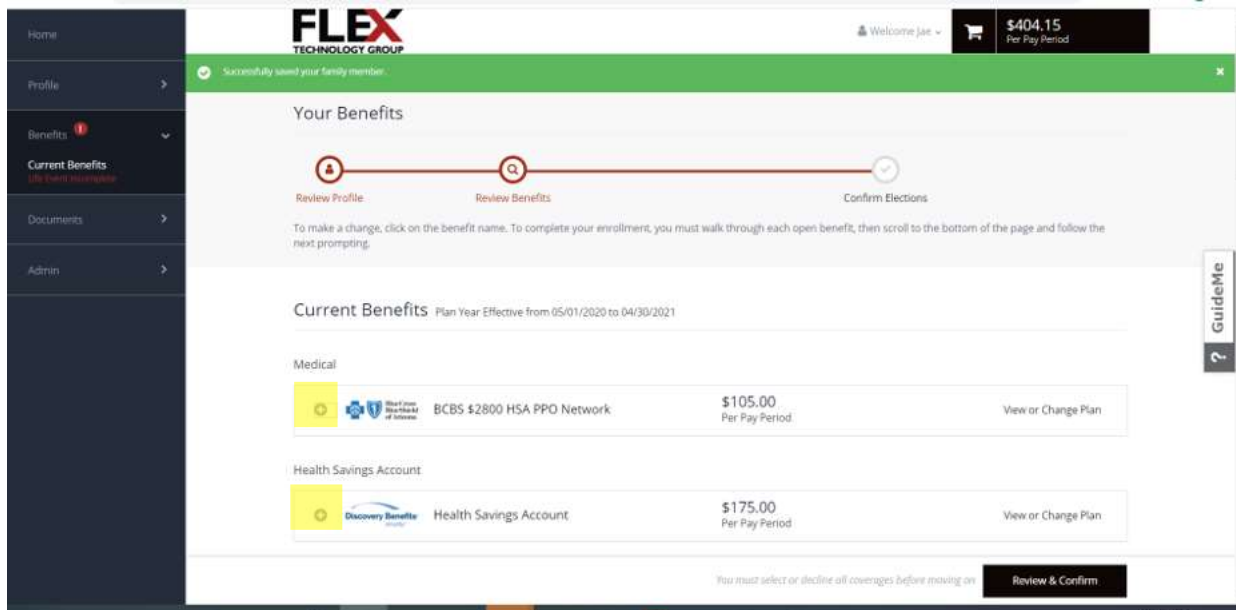 FLEX
TECHNOLOGY GROUP
Welcome Jae
$404.15
Per Pay Period
Home
Profile
Benefits
Current Benefits
Life Event Incomplete
Documents
Admin
Successfully saved your family member.
Your Benefits
Review Profile
Review Benefits
Confirm Elections
To make a change, click on the benefit name. To complete your enrollment, you must walk through each open benefit, then scroll to the bottom of the page and follow the
next prompting.
Current Benefits Plan Year Effective from 05/01/2020 to 04/30/2021
Medical
BCBS $2800 HSA PPO Network
$105.00
Per Pay Period
View or Change Plan
Health Savings Account
Discovery Benefits
Health Savings Account
$175.00
Per Pay Period
View or Change Plan
You must select or decline all coverages before moving on
Review & Confirm
? GuideMe